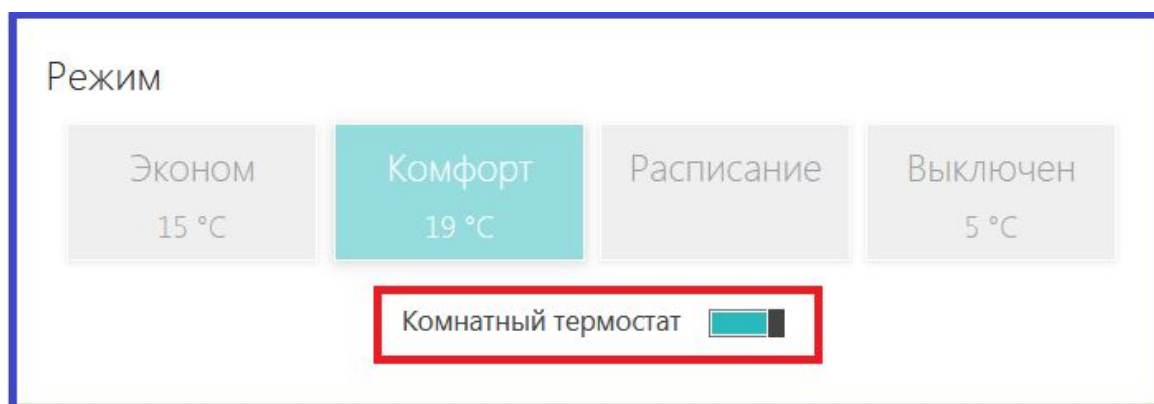 Режим
Эконом Комфорт Расписание Выключен
15 °C 19 °C 5 °C
Комнатный термостат